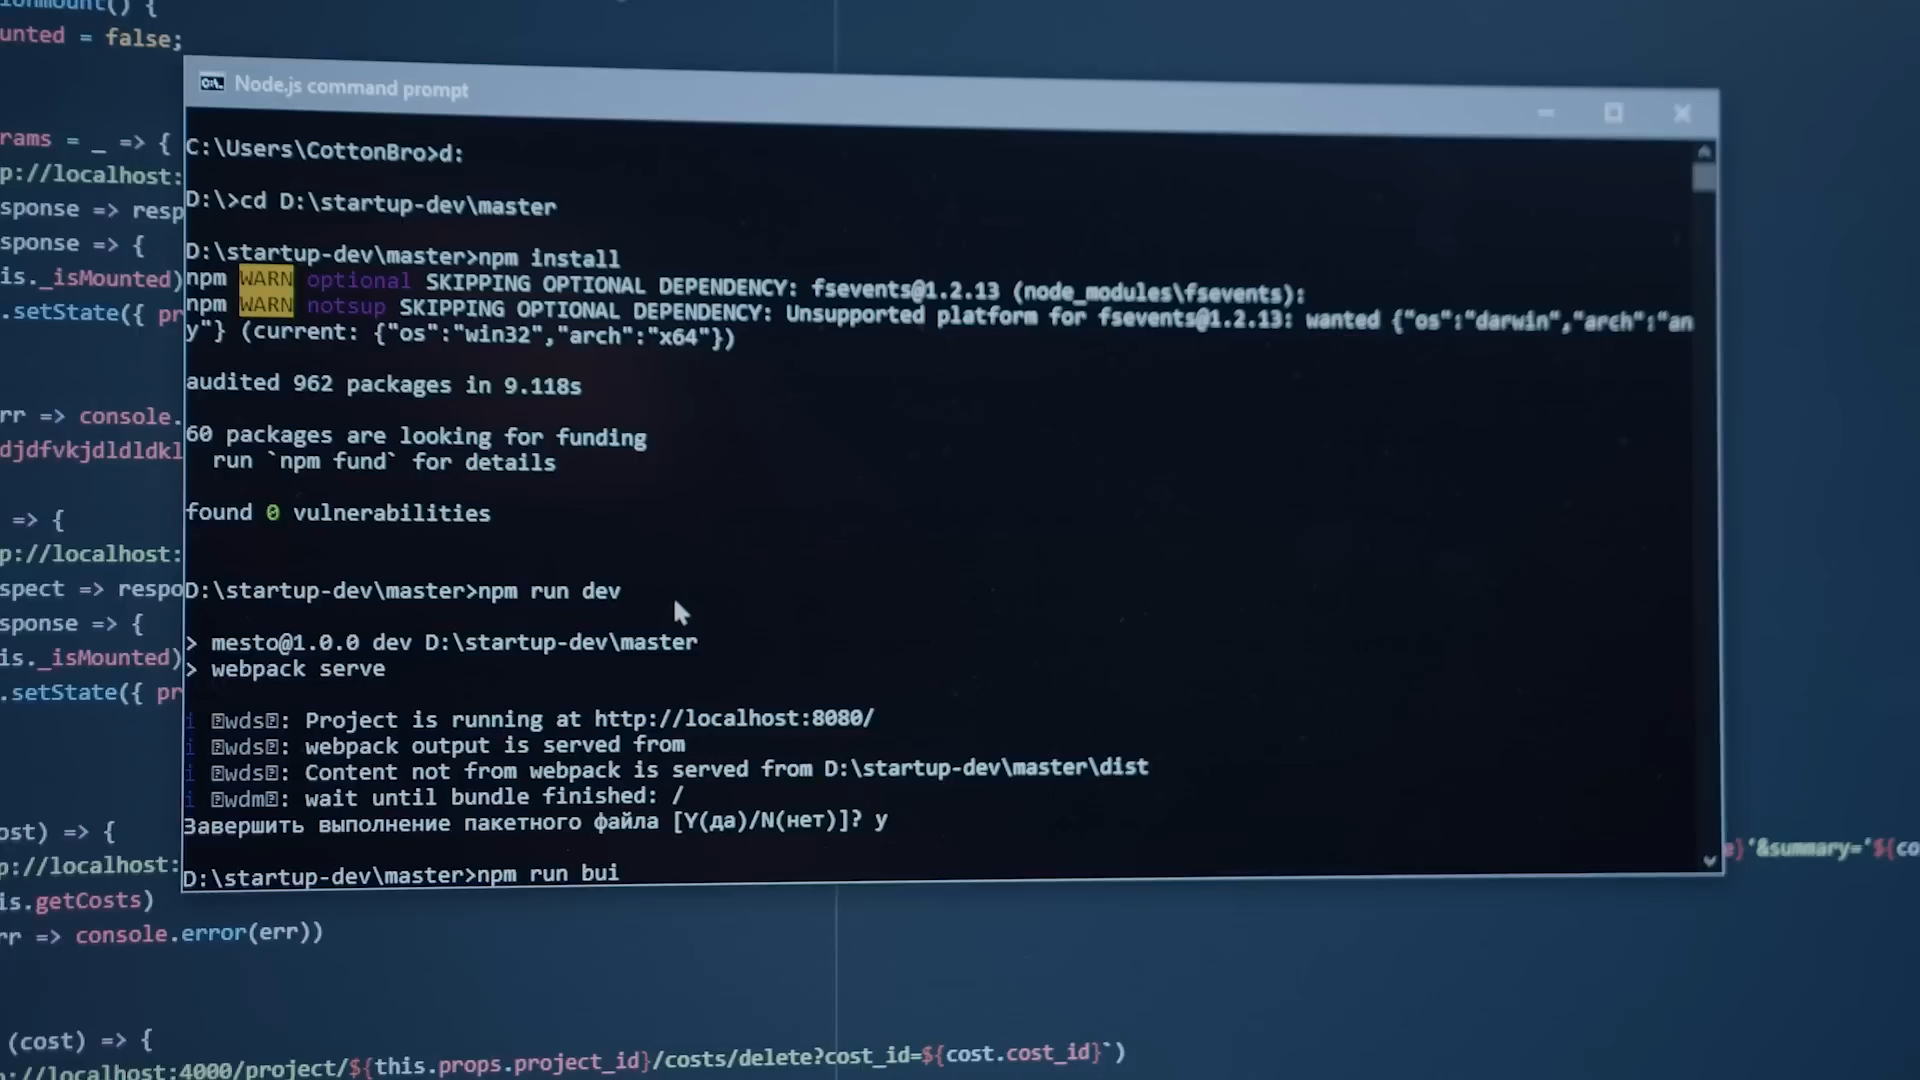 onmount() {
unmted = false;
Node.js command prompt
C:\Users\CottonBro>d:
D:\>cd D:\startup-dev\master
D:\startup-dev\master>npm install
npm WARN optional SKIPPING OPTIONAL DEPENDENCY: fsevents@1.2.13 (node_modules\fsevents):
npm WARN notsup SKIPPING OPTIONAL DEPENDENCY: Unsupported platform for fsevents@1.2.13: wanted {"os":"darwin","arch":"an
y"} (current: {"os":"win32","arch":"x64"})
audited 962 packages in 9.118s
60 packages are looking for funding
run `npm fund` for details
found 0 vulnerabilities
D:\startup-dev\master>npm run dev
> mesto@1.0.0 dev D:\startup-dev\master
> webpack serve
i ⍰wds⍰: Project is running at http://localhost:8080/
i ⍰wds⍰: webpack output is served from
i ⍰wds⍰: Content not from webpack is served from D:\startup-dev\master\dist
i ⍰wdm⍰: wait until bundle finished: /
Завершить выполнение пакетного файла [Y(да)/N(нет)]? y
D:\startup-dev\master>npm run bui
rams = _ => {
p://localhost:
sponse => resp
sponse => {
is._isMounted)
.setState({ pr
rr => console.
djdfvkjdldldkl
=> {
p://localhost:
spect => respo
sponse => {
is._isMounted)
.setState({ pr
ost) => {
p://localhost:
}'&summary='${co
is.getCosts)
rr => console.error(err))
(cost) => {
://localhost:4000/project/${this.props.project_id}/costs/delete?cost_id=${cost.cost_id}`)